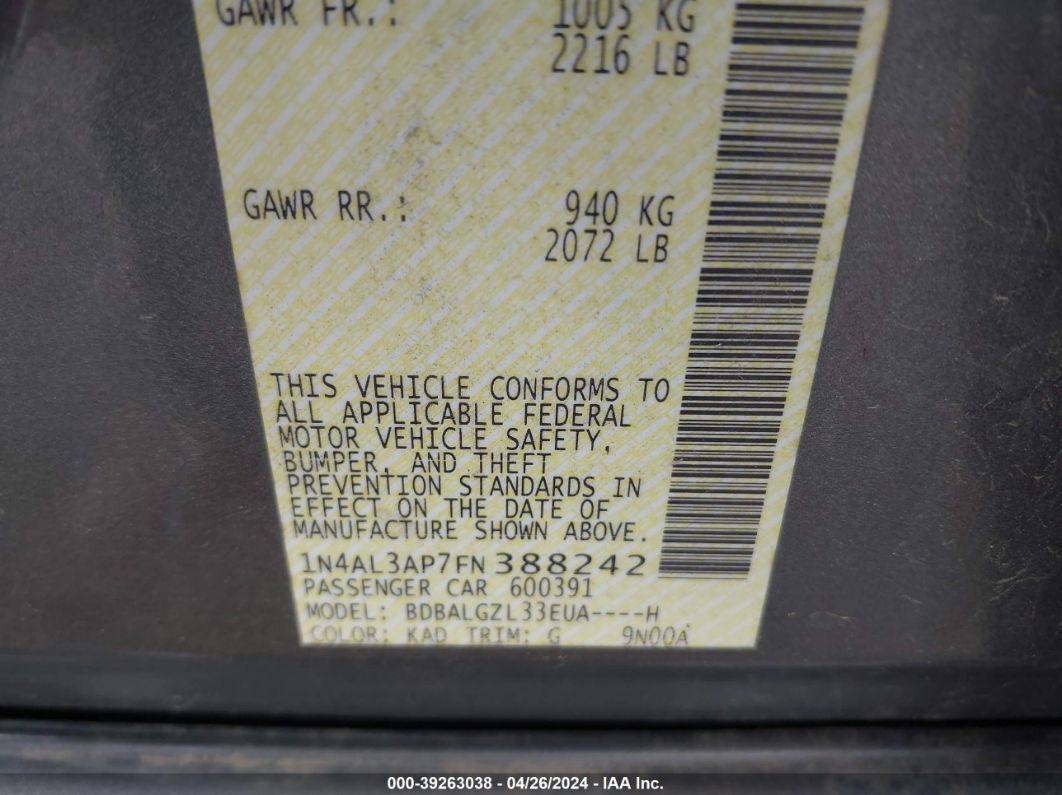 GAWR FR.: 1005 KG
2216 LB
GAWR RR.: 940 KG
2072 LB
THIS VEHICLE CONFORMS TO
ALL APPLICABLE FEDERAL
MOTOR VEHICLE SAFETY,
BUMPER, AND THEFT
PREVENTION STANDARDS IN
EFFECT ON THE DATE OF
MANUFACTURE SHOWN ABOVE.
1N4AL3AP7FN388242
PASSENGER CAR 600391
MODEL: BDBALGZL33EUA----H
COLOR: KAD TRIM: G 9N00A
000-39263038 - 04/26/2024 - IAA Inc.